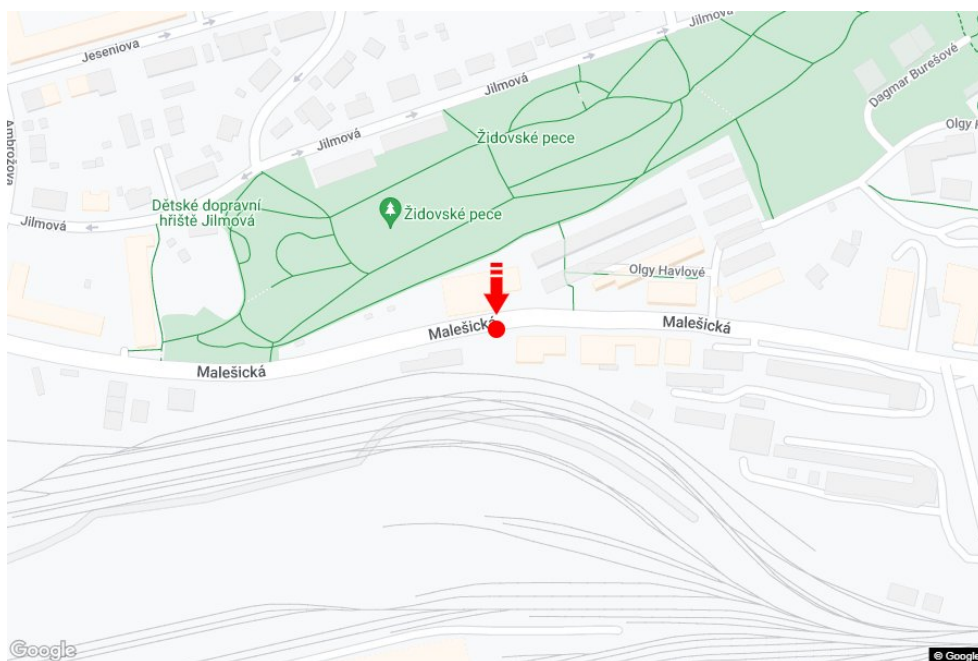 Jilmová
Jeseniova
Jilmová
Dagmar Burešové
Jilmová
Židovské pece
Olgy H
Ambrožova
Dětské dopravní
hřiště Jilmová
Židovské pece
Jilmová
Olgy Havlové
Malešická
Malešická
Malešická
Google
© Google